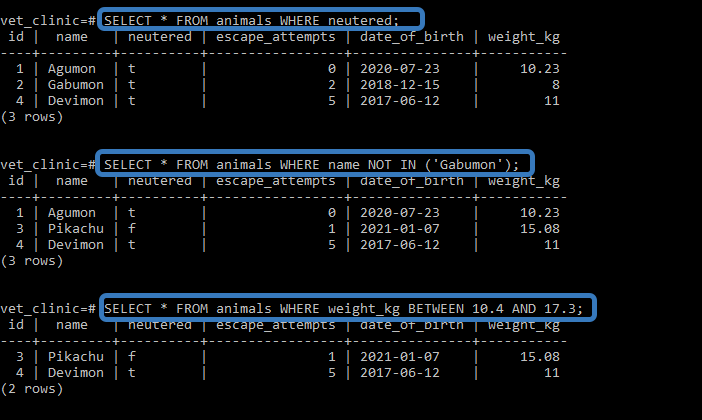 vet_clinic=# SELECT * FROM animals WHERE neutered;
 id |  name   | neutered | escape_attempts | date_of_birth | weight_kg
----+---------+----------+-----------------+---------------+-----------
  1 | Agumon  | t        |               0 | 2020-07-23    |     10.23
  2 | Gabumon | t        |               2 | 2018-12-15    |         8
  4 | Devimon | t        |               5 | 2017-06-12    |        11
(3 rows)
vet_clinic=# SELECT * FROM animals WHERE name NOT IN ('Gabumon');
 id |  name   | neutered | escape_attempts | date_of_birth | weight_kg
----+---------+----------+-----------------+---------------+-----------
  1 | Agumon  | t        |               0 | 2020-07-23    |     10.23
  3 | Pikachu | f        |               1 | 2021-01-07    |     15.08
  4 | Devimon | t        |               5 | 2017-06-12    |        11
(3 rows)
vet_clinic=# SELECT * FROM animals WHERE weight_kg BETWEEN 10.4 AND 17.3;
 id |  name   | neutered | escape_attempts | date_of_birth | weight_kg
----+---------+----------+-----------------+---------------+-----------
  3 | Pikachu | f        |               1 | 2021-01-07    |     15.08
  4 | Devimon | t        |               5 | 2017-06-12    |        11
(2 rows)